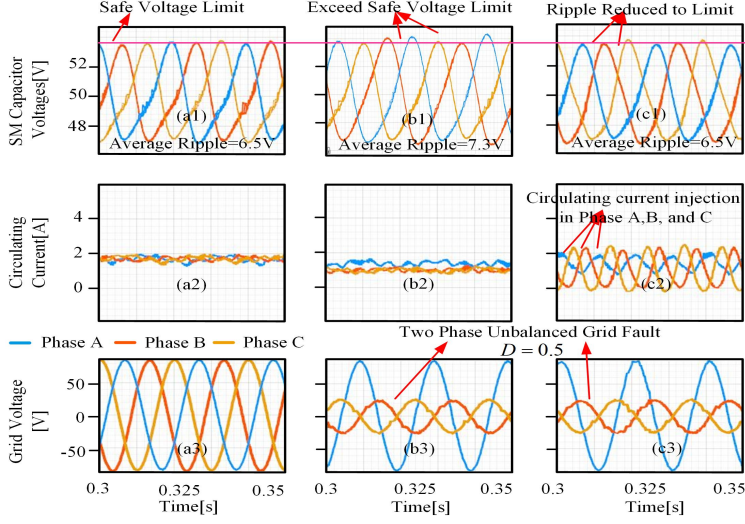 Safe Voltage Limit
Exceed Safe Voltage Limit
Ripple Reduced to Limit
SM Capacitor
Voltages[V]
52
50
48
(a1)
(b1)
(c1)
Average Ripple=6.5V
Average Ripple=7.3V
Average Ripple=6.5V
Circulating
Current[A]
4
2
0
Circulating current injection
in Phase A,B, and C
(a2)
(b2)
(c2)
Phase A
Phase B
Phase C
Two Phase Unbalanced Grid Fault
D = 0.5
Grid Voltage
[V]
50
0
-50
(a3)
(b3)
(c3)
0.3
0.325
0.35
0.3
0.325
0.35
0.3
0.325
0.35
Time[s]
Time[s]
Time[s]